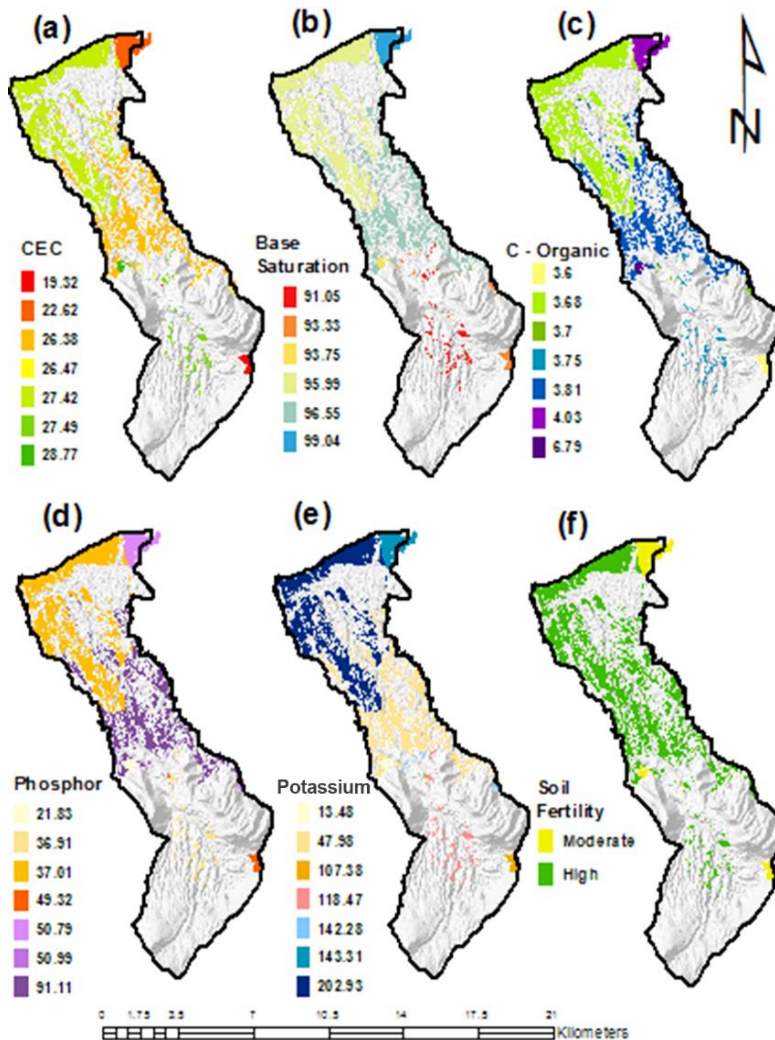 (a)
(b)
(c)
N
CEC
19.32
22.62
26.38
26.47
27.42
27.49
28.77
Base
Saturation
91.05
93.33
93.75
95.99
96.55
99.04
C - Organic
3.6
3.68
3.7
3.75
3.81
4.03
6.79
(d)
(e)
(f)
Phosphor
21.83
36.91
37.01
49.32
50.79
50.99
91.11
Potassium
13.48
47.98
107.38
118.47
142.28
143.31
202.93
Soil
Fertility
Moderate
High
0 1.75 3.5 7 10.5 14 17.5 21
Kilometers